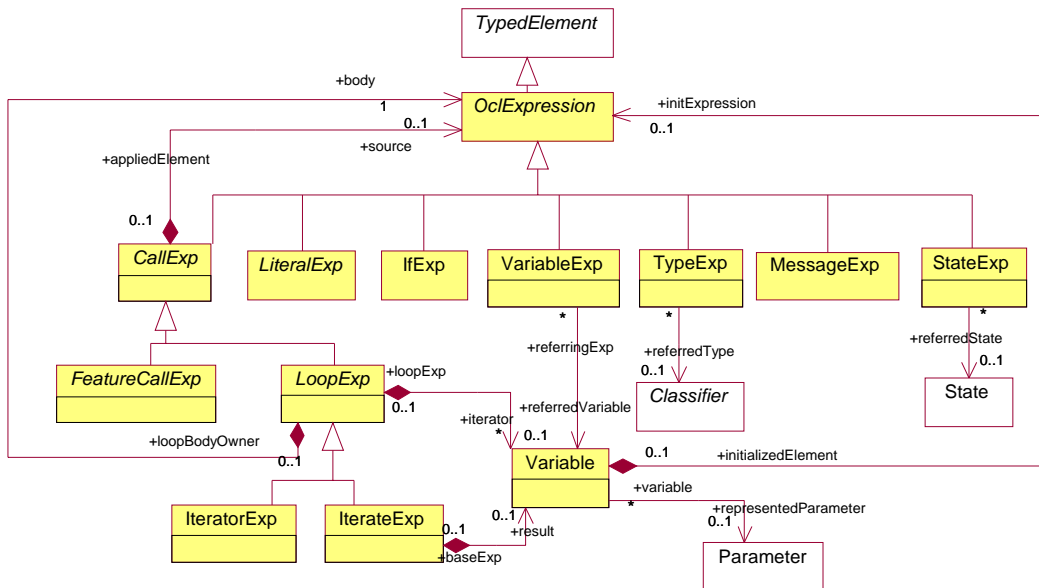 TypedElement
+body
1
OclExpression
+initExpression
0..1
0..1
+source
+appliedElement
0..1
CallExp
LiteralExp
IfExp
VariableExp
TypeExp
MessageExp
StateExp
*
*
*
+referringExp
+referredType
0..1
+referredState
0..1
FeatureCallExp
LoopExp
+loopExp
0..1
Classifier
State
+iterator
*
+referredVariable
0..1
+loopBodyOwner
0..1
Variable
0..1
+initializedElement
+variable
*
+representedParameter
0..1
IteratorExp
IterateExp
0..1
+baseExp
0..1
+result
Parameter